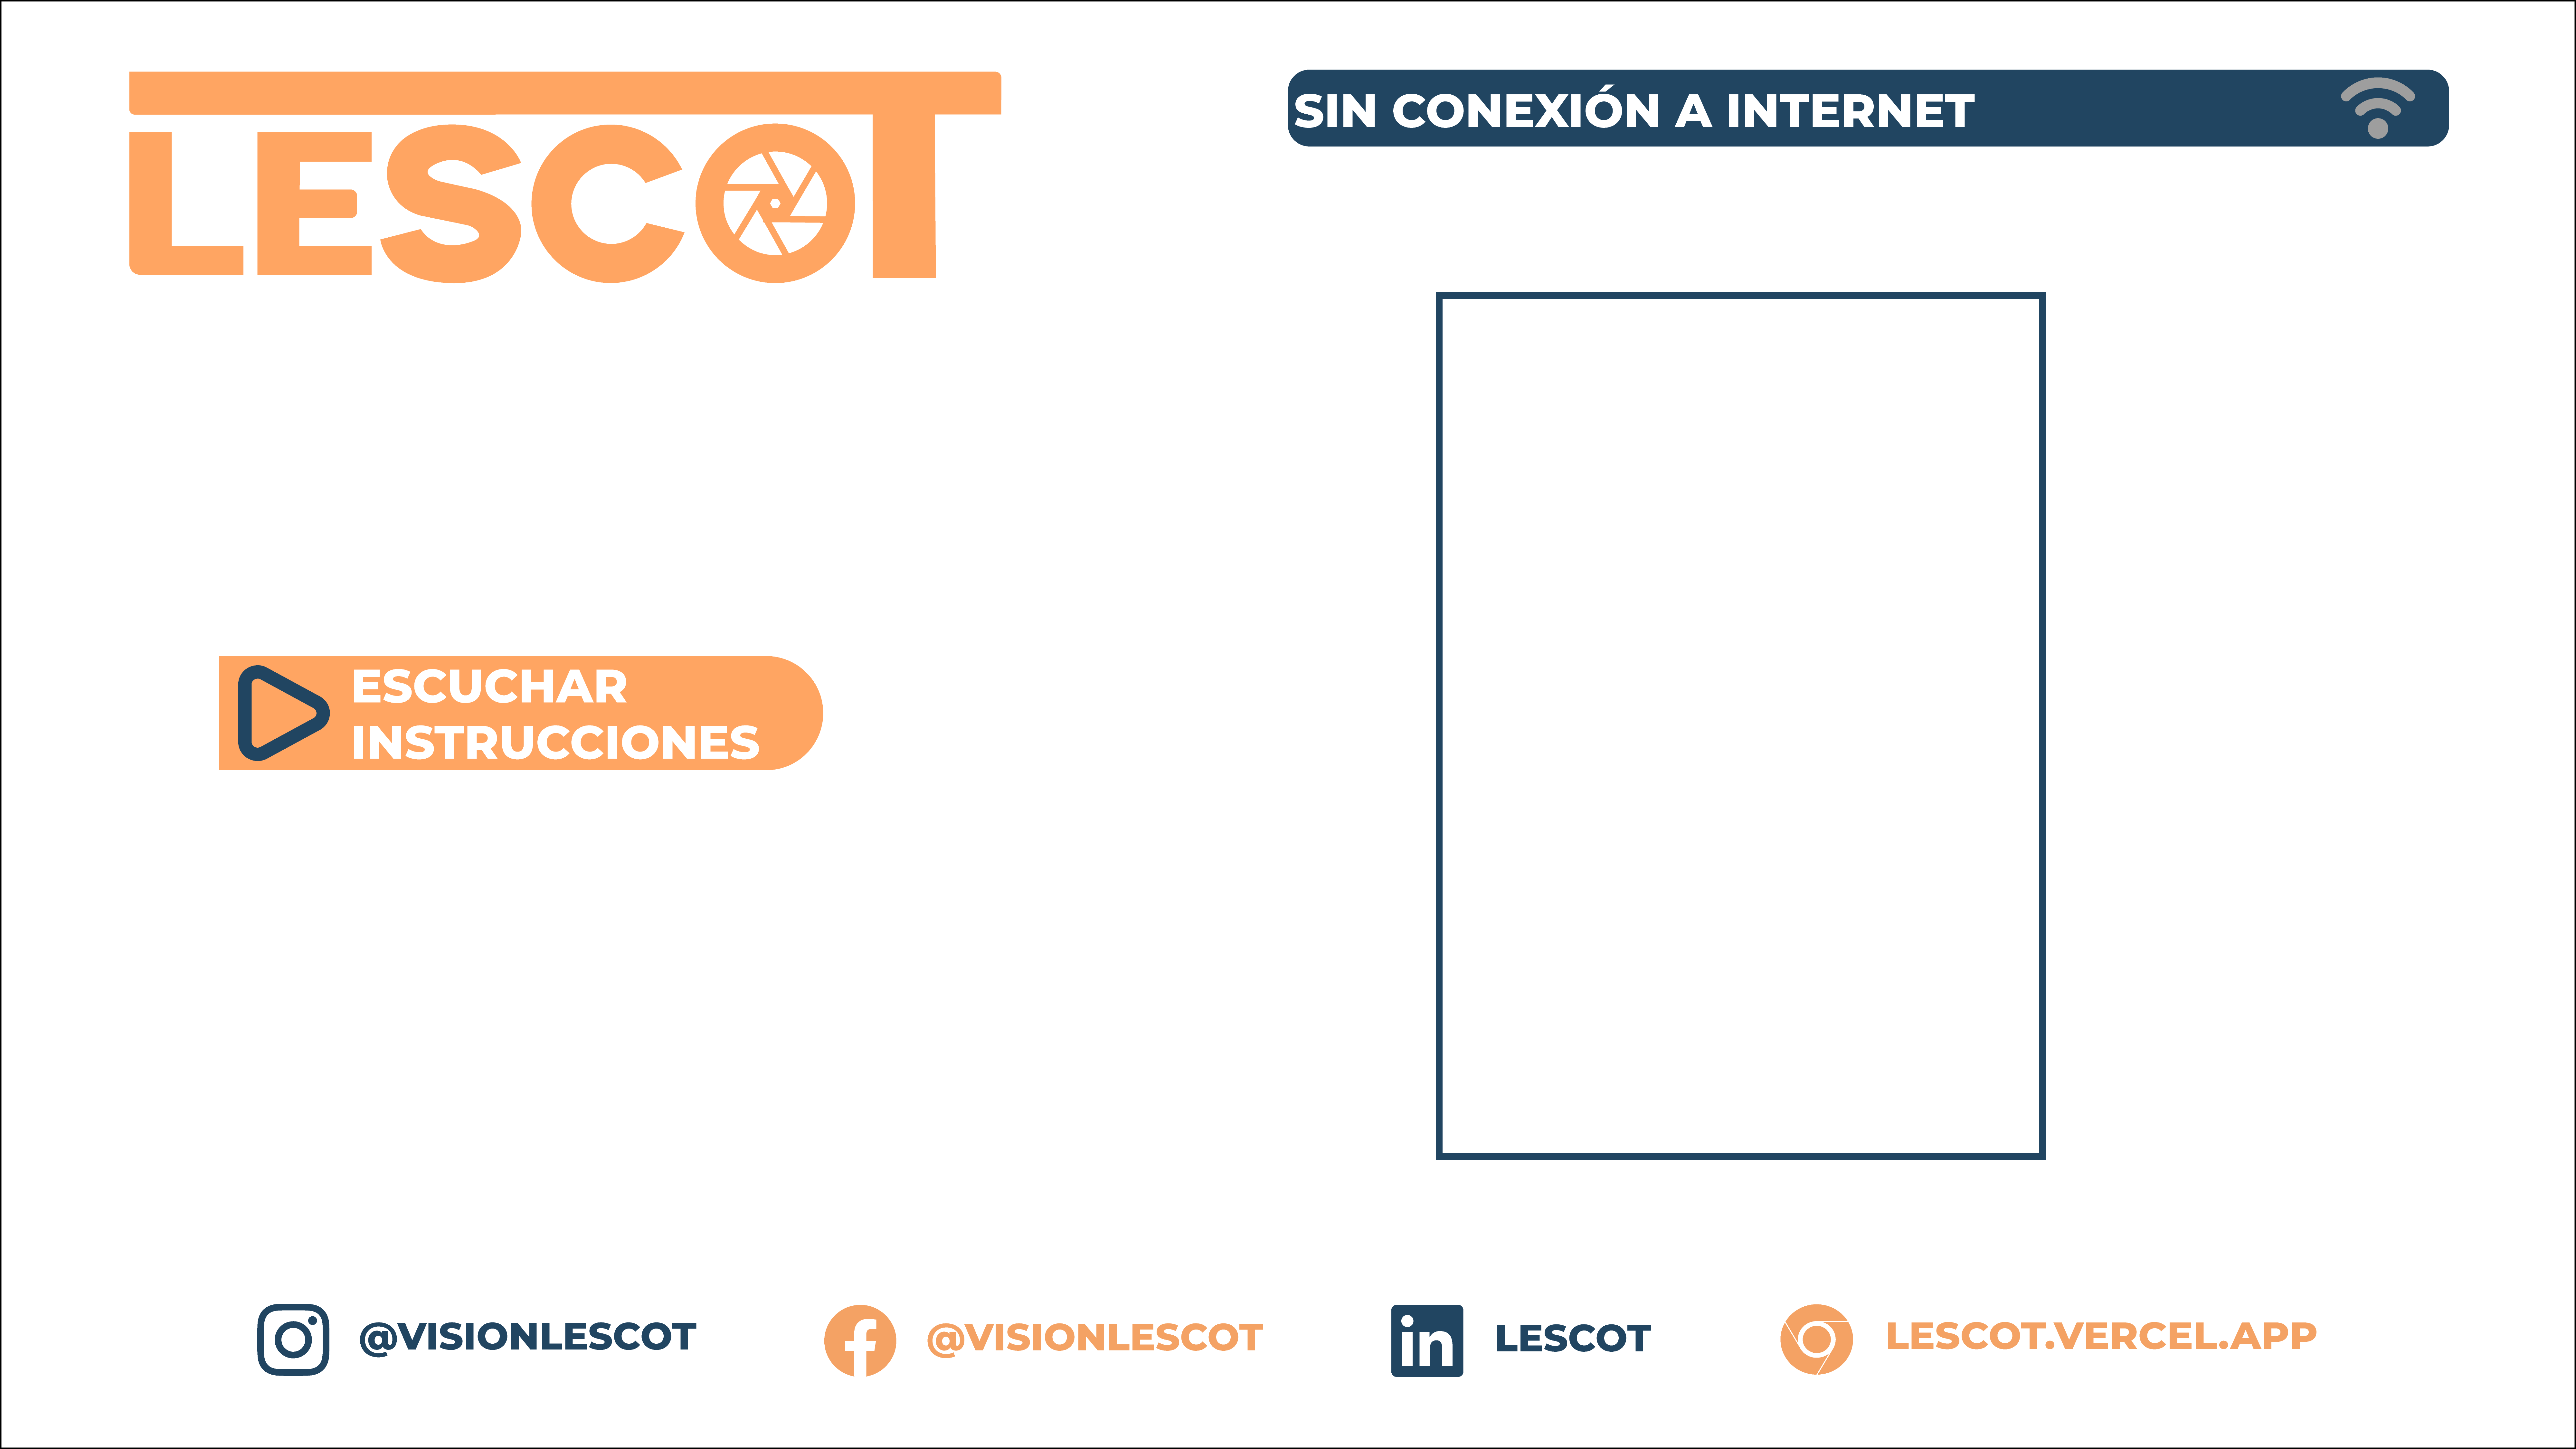 LESCOT
SIN CONEXIÓN A INTERNET
ESCUCHAR
INSTRUCCIONES
@VISIONLESCOT
@VISIONLESCOT
LESCOT
LESCOT.VERCEL.APP